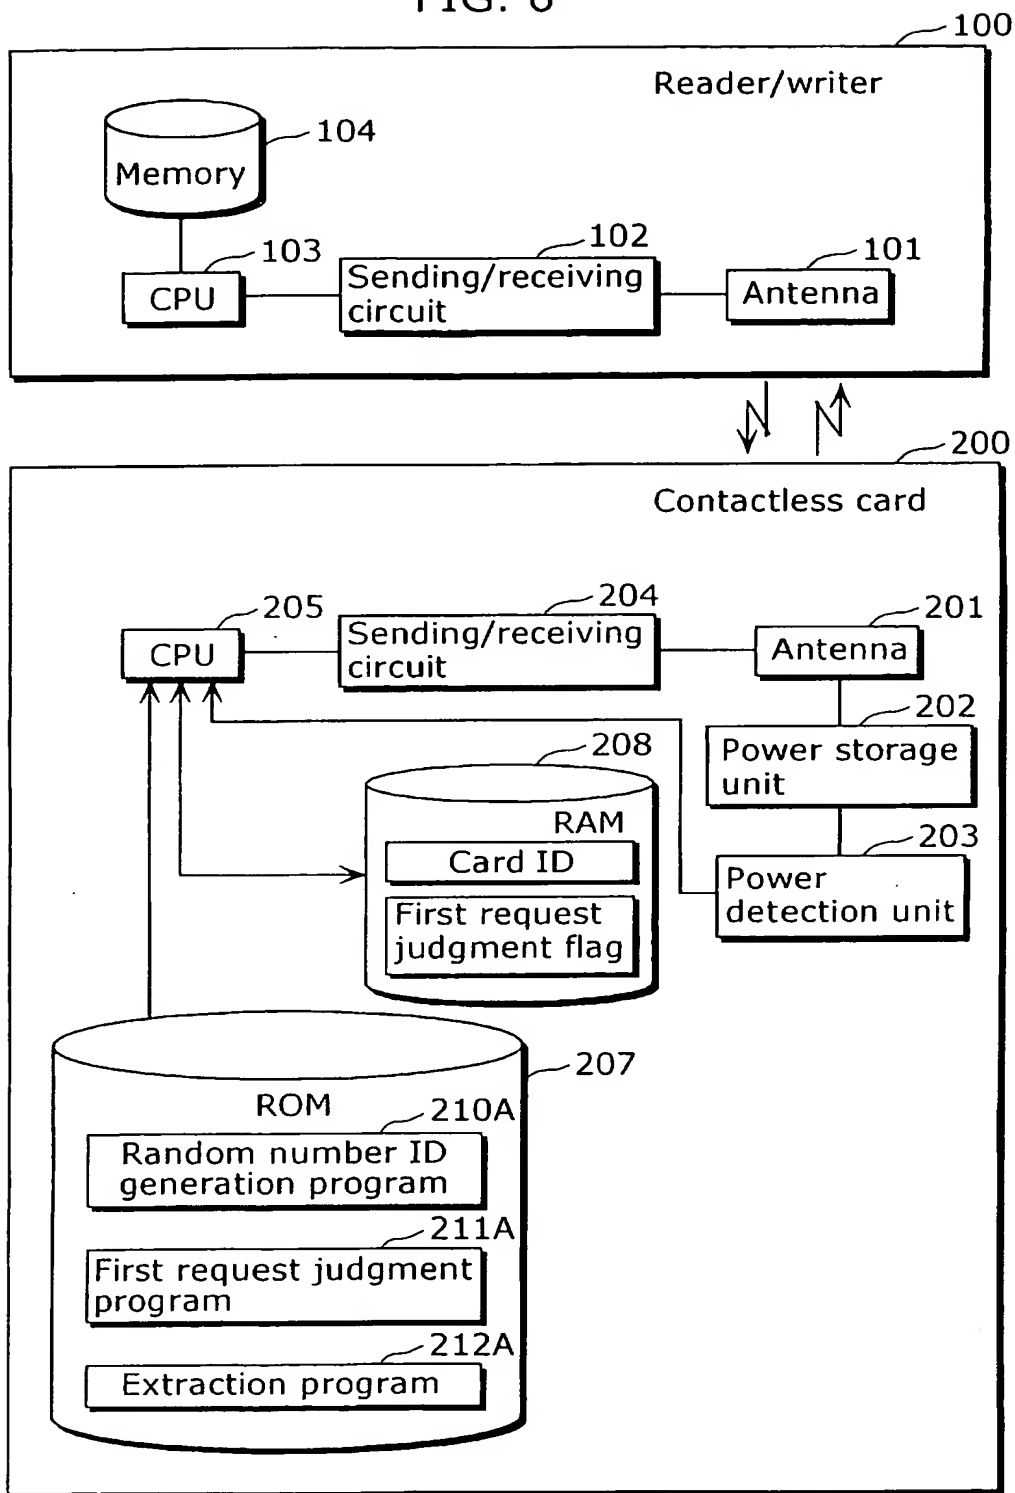 FIG. 6
100
Reader/writer
104
Memory
103
102
101
CPU
Sending/receiving
circuit
Antenna
200
Contactless card
205
204
201
CPU
Sending/receiving
circuit
Antenna
202
Power storage
unit
208
RAM
Card ID
First request
judgment flag
203
Power
detection unit
207
ROM
210A
Random number ID
generation program
211A
First request judgment
program
212A
Extraction program